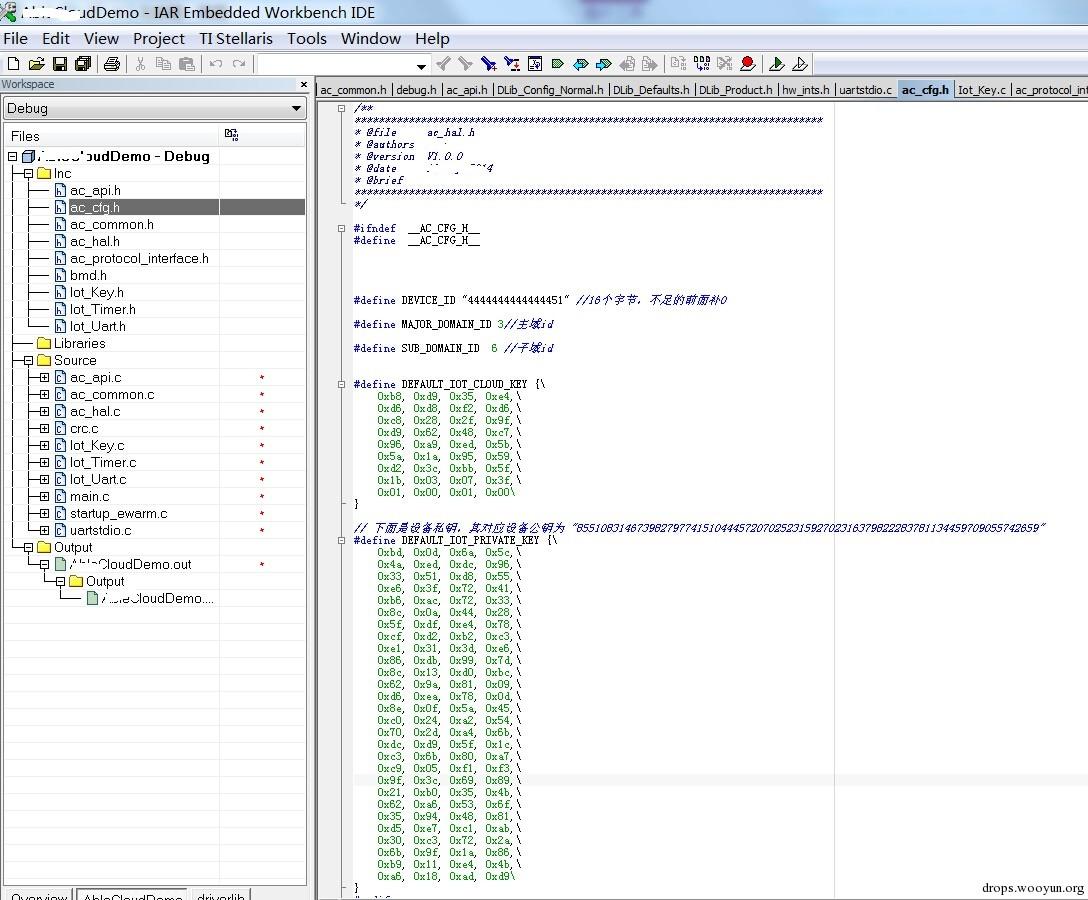 CloudDemo - IAR Embedded Workbench IDE
File Edit View Project TI Stellaris Tools Window Help
Workspace
Debug
Files
CloudDemo - Debug
Inc
ac_api.h
ac_cfg.h
ac_common.h
ac_hal.h
ac_protocol_interface.h
bmd.h
Iot_Key.h
Iot_Timer.h
Iot_Uart.h
Libraries
Source
ac_api.c
ac_common.c
ac_hal.c
crc.c
Iot_Key.c
Iot_Timer.c
Iot_Uart.c
main.c
startup_ewarm.c
uartstdio.c
Output
CloudDemo.out
Output
CloudDemo....
Overview AbleCloudDemo driverlib
ac_common.h debug.h ac_api.h DLib_Config_Normal.h DLib_Defaults.h DLib_Product.h hw_ints.h uartstdio.c ac_cfg.h Iot_Key.c ac_protocol_int
/**
*******************************************************************************
* @file ac_hal.h
* @authors
* @version V1.0.0
* @date
* @brief
*******************************************************************************
*/
#ifndef __AC_CFG_H__
#define __AC_CFG_H__
#define DEVICE_ID "4444444444444451" //16个字节，不足的前面补0
#define MAJOR_DOMAIN_ID 3//主域id
#define SUB_DOMAIN_ID 6 //子域id
#define DEFAULT_IOT_CLOUD_KEY {\
0xb8, 0xd9, 0x35, 0xe4,\
0xd6, 0xd8, 0xf2, 0xd6,\
0xc8, 0x28, 0x2f, 0x9f,\
0xd9, 0x62, 0x48, 0xc7,\
0x96, 0xa9, 0xed, 0x5b,\
0x5a, 0x1a, 0x95, 0x59,\
0xd2, 0x3c, 0xbb, 0x5f,\
0x1b, 0x03, 0x07, 0x3f,\
0x01, 0x00, 0x01, 0x00\
}
// 下面是设备私钥，其对应设备公钥为 "8551083146739829774151044457207025231592702316379822283781134459709055742659"
#define DEFAULT_IOT_PRIVATE_KEY {\
0xbd, 0x0d, 0x6a, 0x5c,\
0x4a, 0xed, 0xdc, 0x96,\
0x33, 0x51, 0xd8, 0x55,\
0xe6, 0x3f, 0x72, 0x41,\
0xb6, 0xac, 0x72, 0x33,\
0x8c, 0x0a, 0x44, 0x28,\
0x5f, 0xdf, 0xe4, 0x78,\
0xcf, 0xd2, 0xb2, 0xc3,\
0xe1, 0x31, 0x3d, 0xe6,\
0x86, 0xdb, 0x99, 0x7d,\
0x8c, 0x13, 0xd0, 0xbc,\
0x62, 0x9a, 0x81, 0x09,\
0xd6, 0xea, 0x78, 0x0d,\
0x8e, 0x0f, 0x5a, 0x45,\
0xc0, 0x24, 0xa2, 0x54,\
0x70, 0x2d, 0xa4, 0x6b,\
0xdc, 0xd9, 0x5f, 0x1c,\
0xc3, 0x6b, 0x80, 0xa7,\
0xc9, 0x05, 0xf1, 0xf3,\
0x9f, 0x3c, 0x69, 0x89,\
0x21, 0xb0, 0x35, 0x4b,\
0x62, 0xa6, 0x53, 0x6f,\
0x35, 0x94, 0x48, 0x81,\
0xd5, 0xe7, 0xc1, 0xab,\
0x30, 0xc3, 0x72, 0x2a,\
0x6b, 0x9f, 0x1a, 0x86,\
0xb9, 0x11, 0xe4, 0x4b,\
0xa6, 0x18, 0xad, 0xd9\
}
drops.wooyun.org